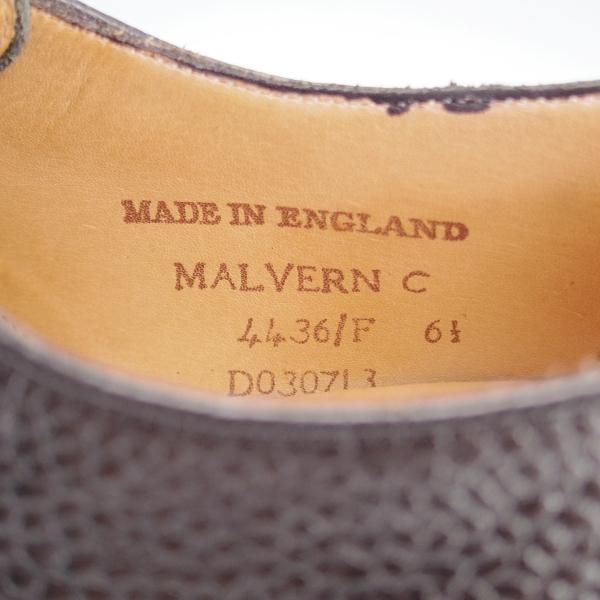 MADE IN ENGLAND
MALVERN C
4436/F 6½
D030713